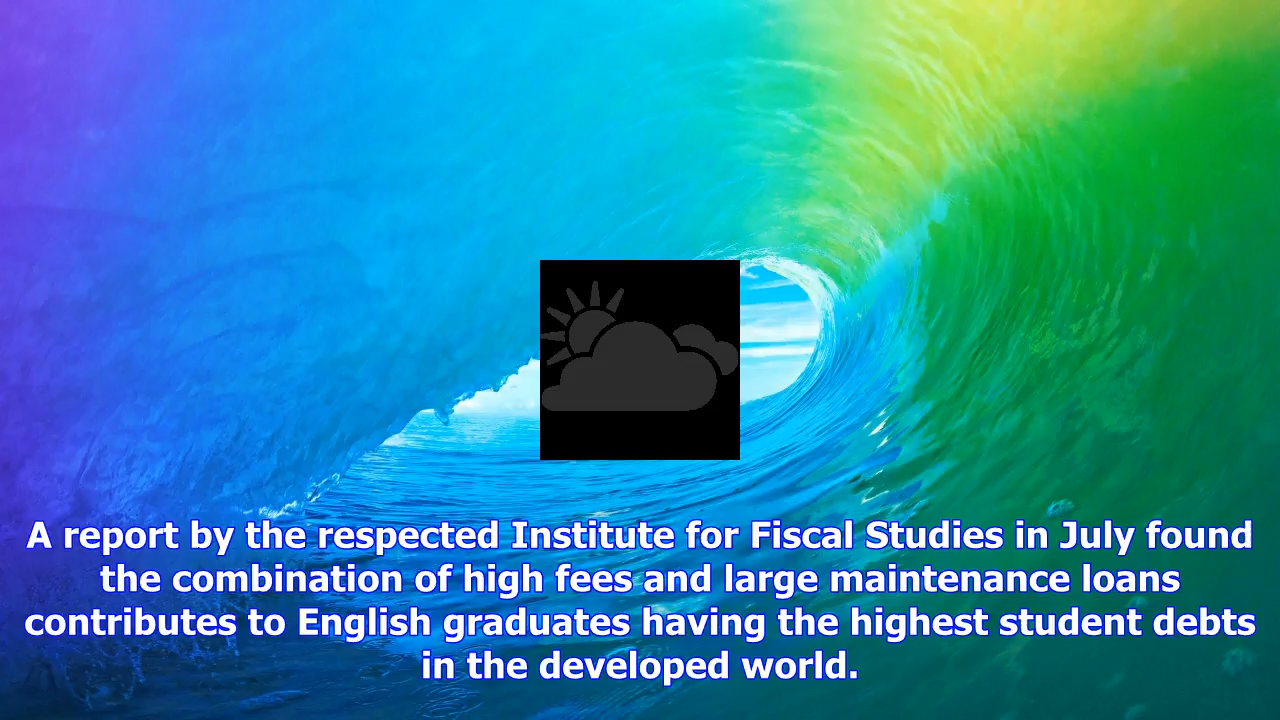 A report by the respected Institute for Fiscal Studies in July found
the combination of high fees and large maintenance loans
contributes to English graduates having the highest student debts
in the developed world.